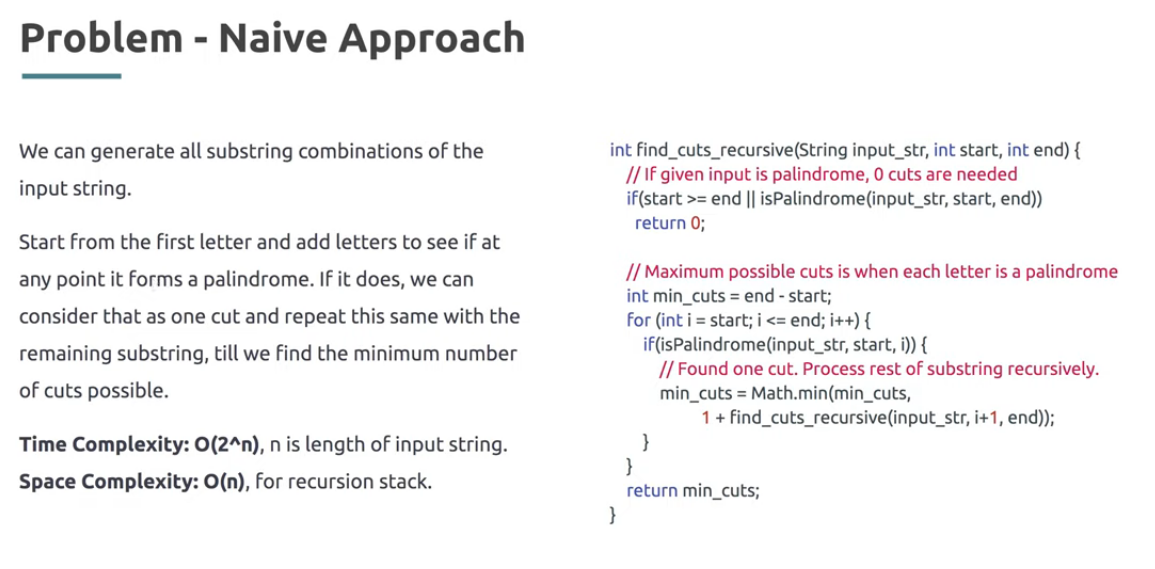 Problem - Naive Approach
We can generate all substring combinations of the
input string.
Start from the first letter and add letters to see if at
any point it forms a palindrome. If it does, we can
consider that as one cut and repeat this same with the
remaining substring, till we find the minimum number
of cuts possible.
Time Complexity: O(2^n), n is length of input string.
Space Complexity: O(n), for recursion stack.
int find_cuts_recursive(String input_str, int start, int end) {
// If given input is palindrome, 0 cuts are needed
if(start >= end || isPalindrome(input_str, start, end))
return 0;
// Maximum possible cuts is when each letter is a palindrome
int min_cuts = end - start;
for (int i = start; i <= end; i++) {
if(isPalindrome(input_str, start, i)) {
// Found one cut. Process rest of substring recursively.
min_cuts = Math.min(min_cuts,
1 + find_cuts_recursive(input_str, i+1, end));
}
}
return min_cuts;
}